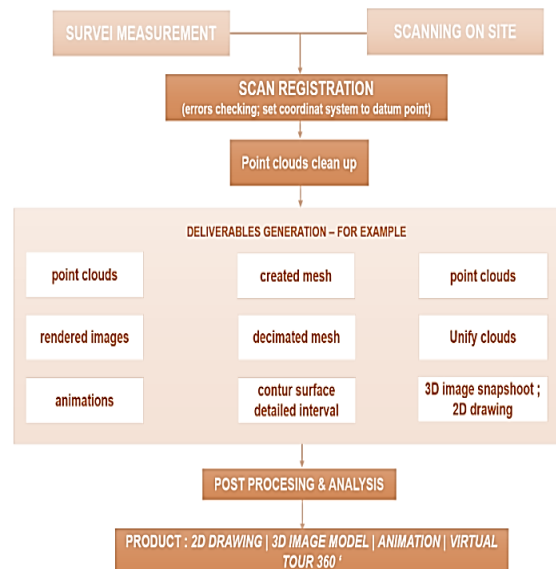 SURVEI MEASUREMENT
SCANNING ON SITE
SCAN REGISTRATION
(errors checking; set coordinat system to datum point)
Point clouds clean up
DELIVERABLES GENERATION – FOR EXAMPLE
point clouds
created mesh
point clouds
rendered images
decimated mesh
Unify clouds
animations
contur surface
detailed interval
3D image snapshoot ;
2D drawing
POST PROCESING & ANALYSIS
PRODUCT : 2D DRAWING | 3D IMAGE MODEL | ANIMATION | VIRTUAL
TOUR 360 ‘